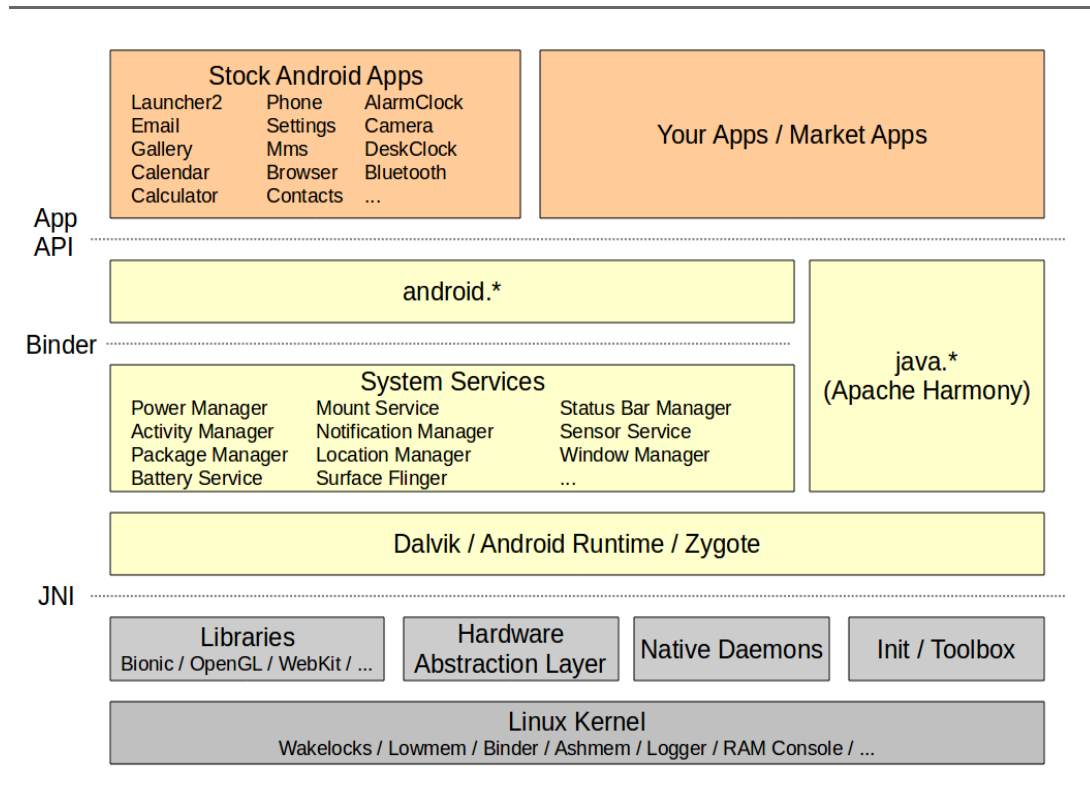 Stock Android Apps
Launcher2 Phone AlarmClock
Email Settings Camera
Gallery Mms DeskClock
Calendar Browser Bluetooth
Calculator Contacts ...
Your Apps / Market Apps
App
API
android.*
java.*
(Apache Harmony)
Binder
System Services
Power Manager Mount Service Status Bar Manager
Activity Manager Notification Manager Sensor Service
Package Manager Location Manager Window Manager
Battery Service Surface Flinger ...
Dalvik / Android Runtime / Zygote
JNI
Libraries
Bionic / OpenGL / WebKit / ...
Hardware
Abstraction Layer
Native Daemons
Init / Toolbox
Linux Kernel
Wakelocks / Lowmem / Binder / Ashmem / Logger / RAM Console / ...